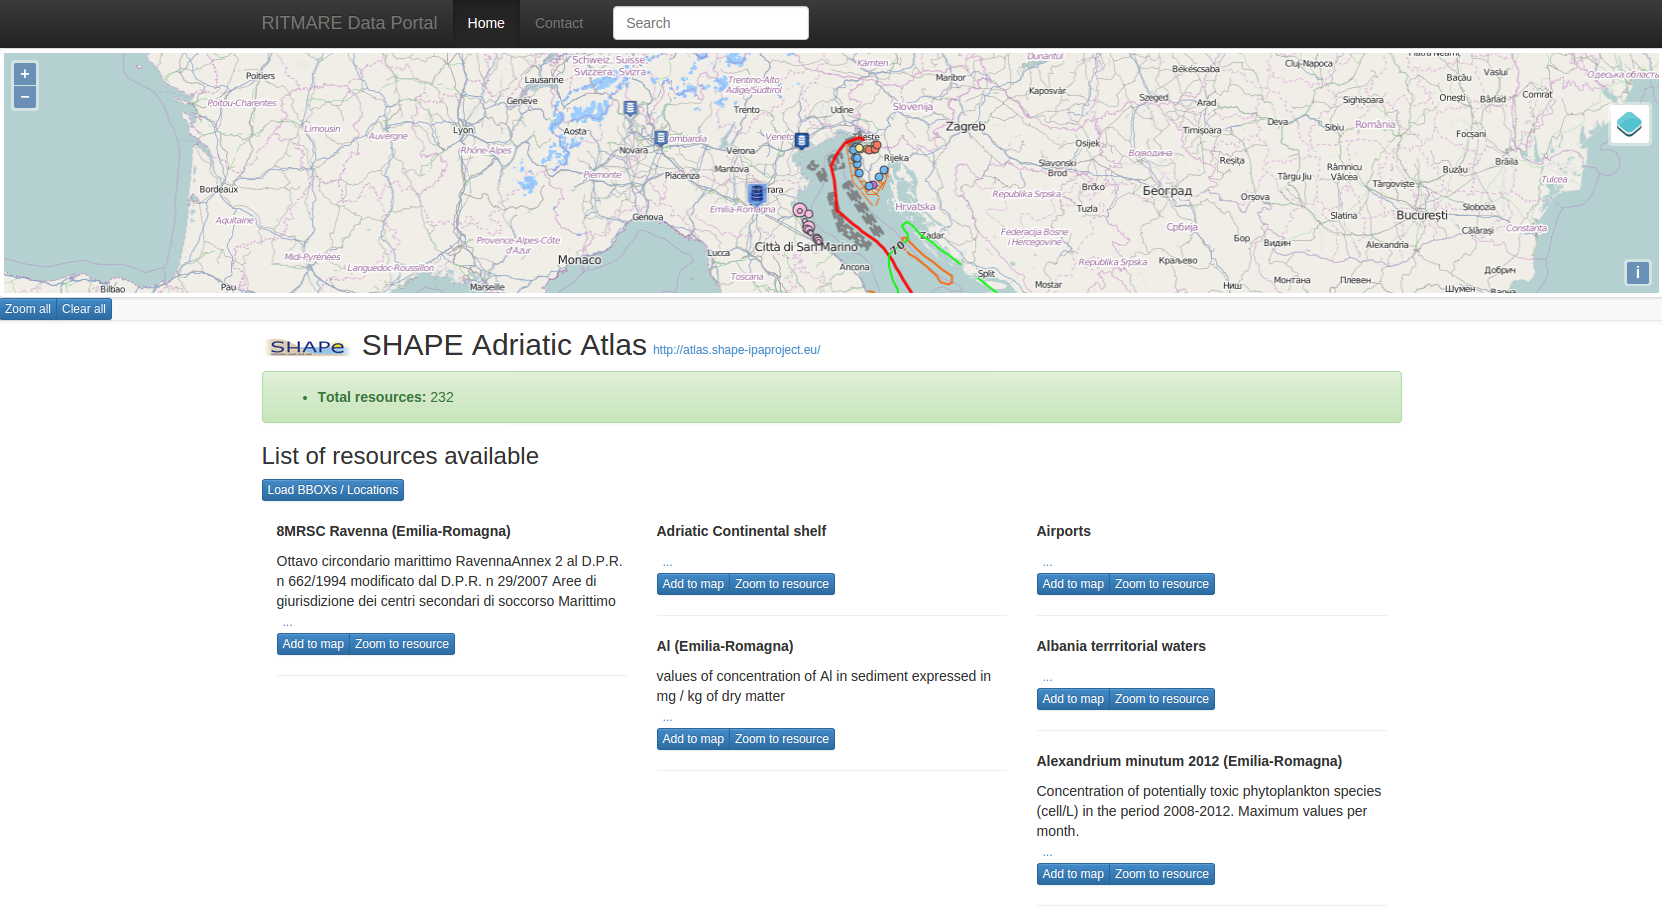 RITMARE Data Portal
Home
Contact
Search
+
−
Poitiers
Poitou-Charentes
Limousin
Auvergne
Lyon
Rhône-Alpes
Bordeaux
Aquitaine
Midi-Pyrénées
Languedoc-Roussillon
Provence-Alpes-Côte
d'Azur
Monaco
Marseille
Pau
Bilbao
Schweiz, Suisse,
Svizzera, Svizra
Lausanne
Genève
Aosta
Novara
Lombardia
Piemonte
Piacenza
Genova
Trentino-Alto
Adige/Südtirol
Trento
Verona
Mantova
Veneto
Emilia-Romagna
Città di San Marino
Lucca
Toscana
Ancona
Udine
Trieste
Rijeka
Kärnten
Maribor
Slovenija
Zagreb
Hrvatska
Zadar
70
Split
Mostar
Dunántúl
Kaposvár
Osijek
Slavonski
Brod
Brčko
Tuzla
Republika Srpska
Federacija Bosne
i Hercegovine
Békéscsaba
Szeged
Arad
Timișoara
Војводина
Београд
Србија
Краљево
Ниш
Cluj-Napoca
Sighișoara
Deva
Sibiu
România
Reșița
Târgu Jiu
Râmnicu
Vâlcea
Orșova
Slatina
Бор
Видин
Монтана
Плевен
Alexandria
București
Târgoviște
Bacău
Vaslui
Onești
Bârlad
Comrat
Focșani
Buzău
Brăila
Slobozia
Călărași
Tulcea
Constanța
Добрич
Шумен
Варна
Одеська область
i
Zoom all
Clear all
SHAPe
SHAPE Adriatic Atlas http://atlas.shape-ipaproject.eu/
• Total resources: 232
List of resources available
Load BBOXs / Locations
8MRSC Ravenna (Emilia-Romagna)
Ottavo circondario marittimo RavennaAnnex 2 al D.P.R.
n 662/1994 modificato dal D.P.R. n 29/2007 Aree di
giurisdizione dei centri secondari di soccorso Marittimo
...
Add to map Zoom to resource
Adriatic Continental shelf
...
Add to map Zoom to resource
Al (Emilia-Romagna)
values of concentration of Al in sediment expressed in
mg / kg of dry matter
...
Add to map Zoom to resource
Airports
...
Add to map Zoom to resource
Albania terrritorial waters
...
Add to map Zoom to resource
Alexandrium minutum 2012 (Emilia-Romagna)
Concentration of potentially toxic phytoplankton species
(cell/L) in the period 2008-2012. Maximum values per
month.
...
Add to map Zoom to resource